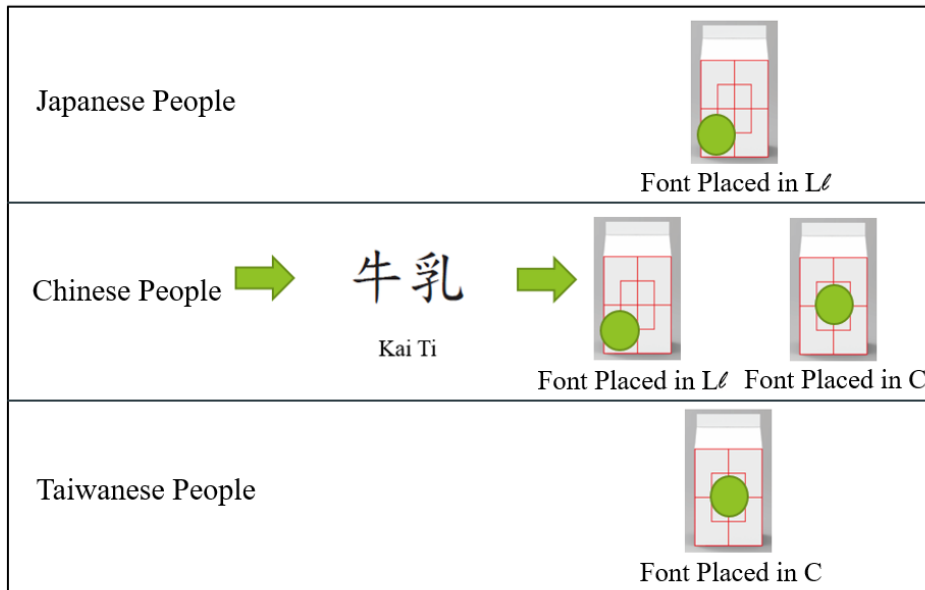 Japanese People
Font Placed in Lℓ
Chinese People
牛乳
Kai Ti
Font Placed in Lℓ
Font Placed in C
Taiwanese People
Font Placed in C